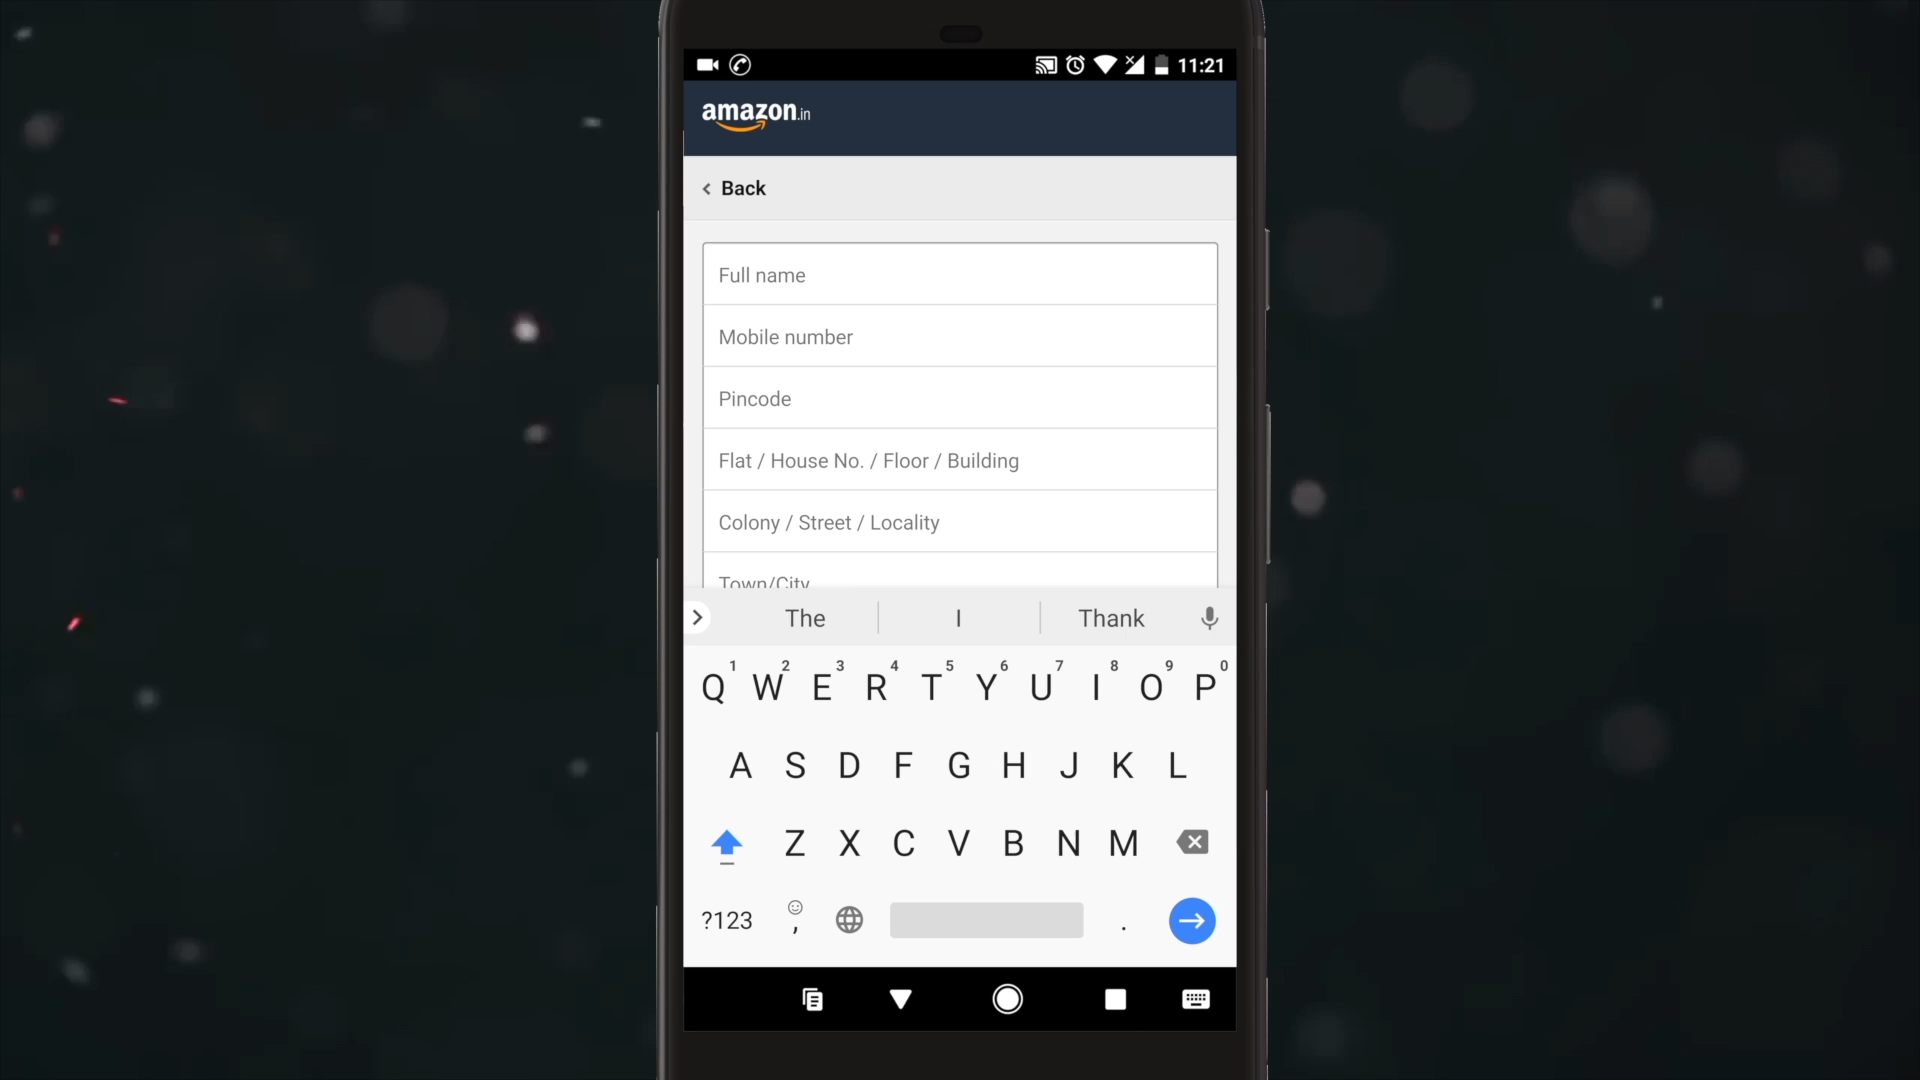 11:21
amazon.in
Back
Full name
Mobile number
Pincode
Flat / House No. / Floor / Building
Colony / Street / Locality
Town/City
The I Thank
1 2 3 4 5 6 7 8 9 0
Q W E R T Y U I O P
A S D F G H J K L
Z X C V B N M
?123 , .